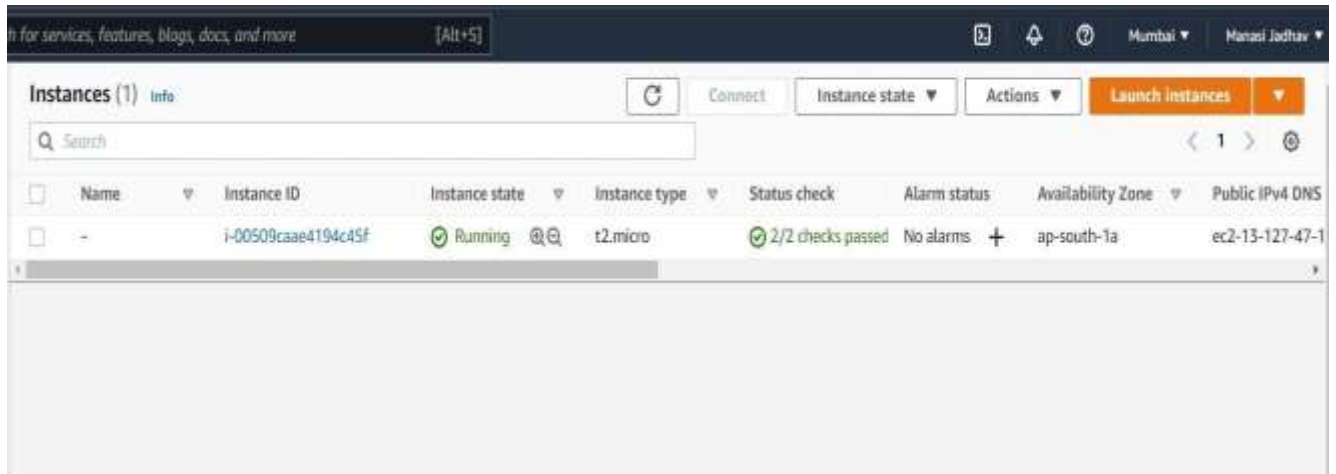 h for services, features, blogs, docs, and more [Alt+S] Mumbai ▼ Manasi Jadhav ▼
Instances (1) Info Connect Instance state ▼ Actions ▼ Launch instances ▼
Search < 1 >
Name Instance ID Instance state Instance type Status check Alarm status Availability Zone Public IPv4 DNS
- i-00509caae4194c45f Running t2.micro 2/2 checks passed No alarms + ap-south-1a ec2-13-127-47-1